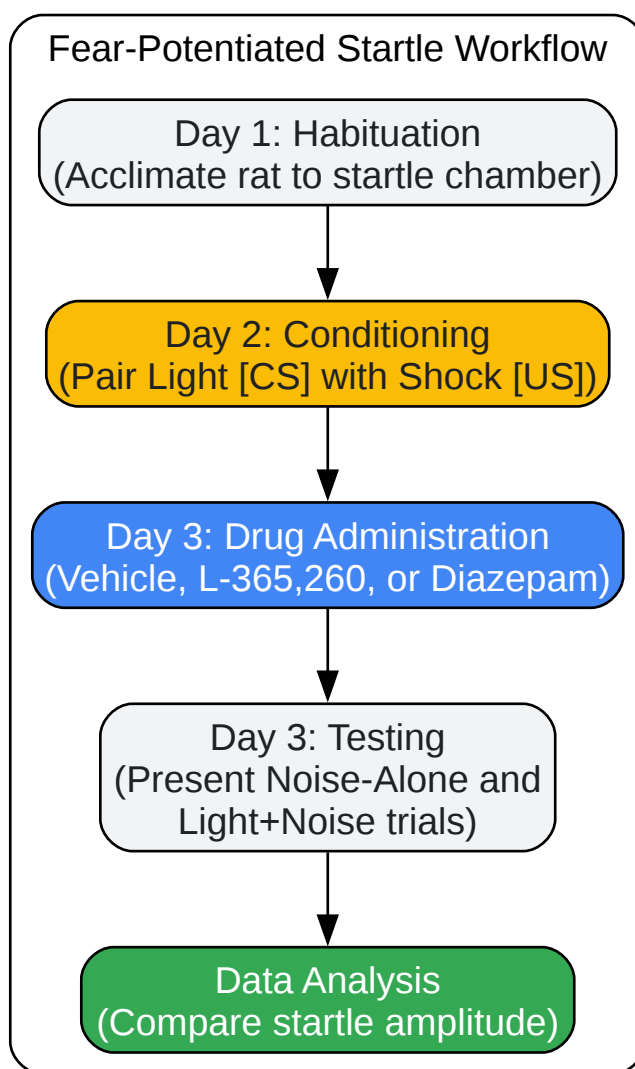 Fear-Potentiated Startle Workflow
Day 1: Habituation
(Acclimate rat to startle chamber)
Day 2: Conditioning
(Pair Light [CS] with Shock [US])
Day 3: Drug Administration
(Vehicle, L-365,260, or Diazepam)
Day 3: Testing
(Present Noise-Alone and
Light+Noise trials)
Data Analysis
(Compare startle amplitude)